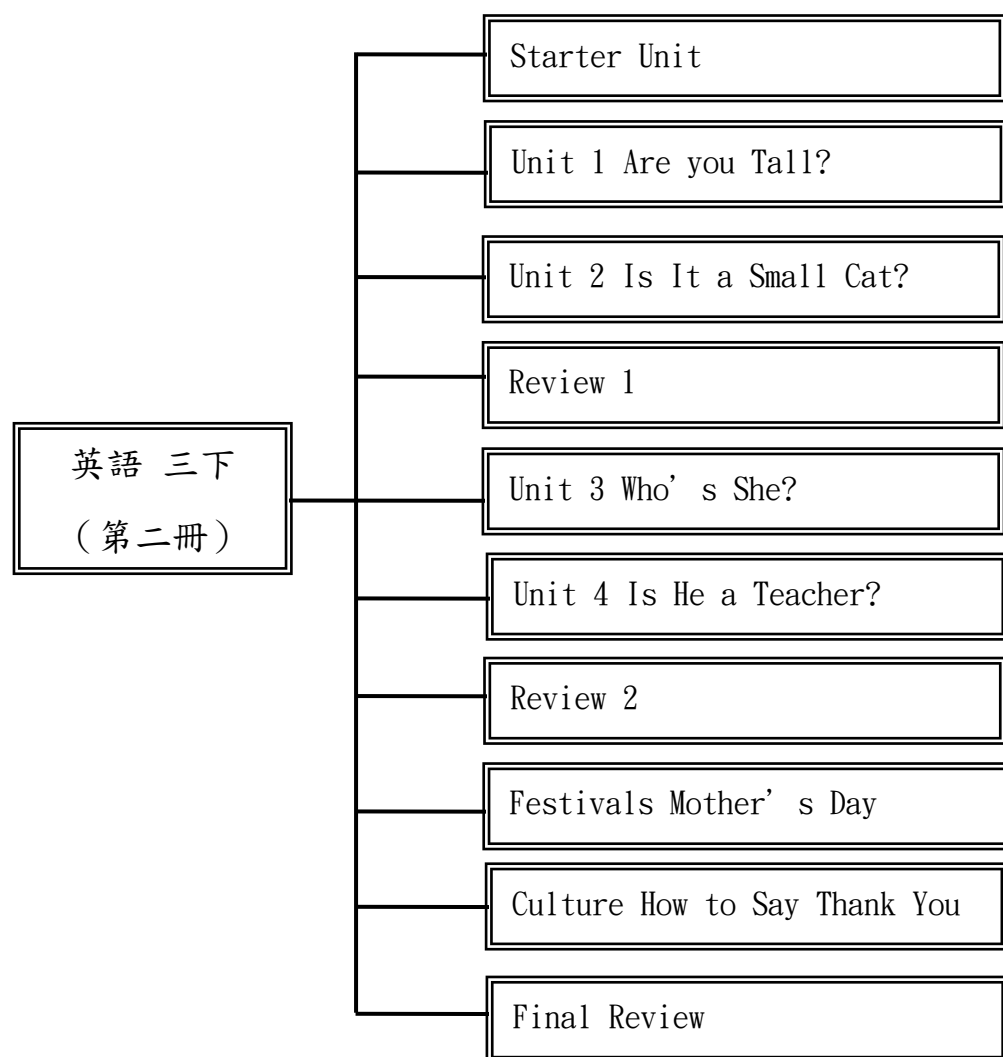 Starter Unit
Unit 1 Are you Tall?
Unit 2 Is It a Small Cat?
Review 1
英語 三下
（第二冊）
Unit 3 Who’s She?
Unit 4 Is He a Teacher?
Review 2
Festivals Mother’s Day
Culture How to Say Thank You
Final Review